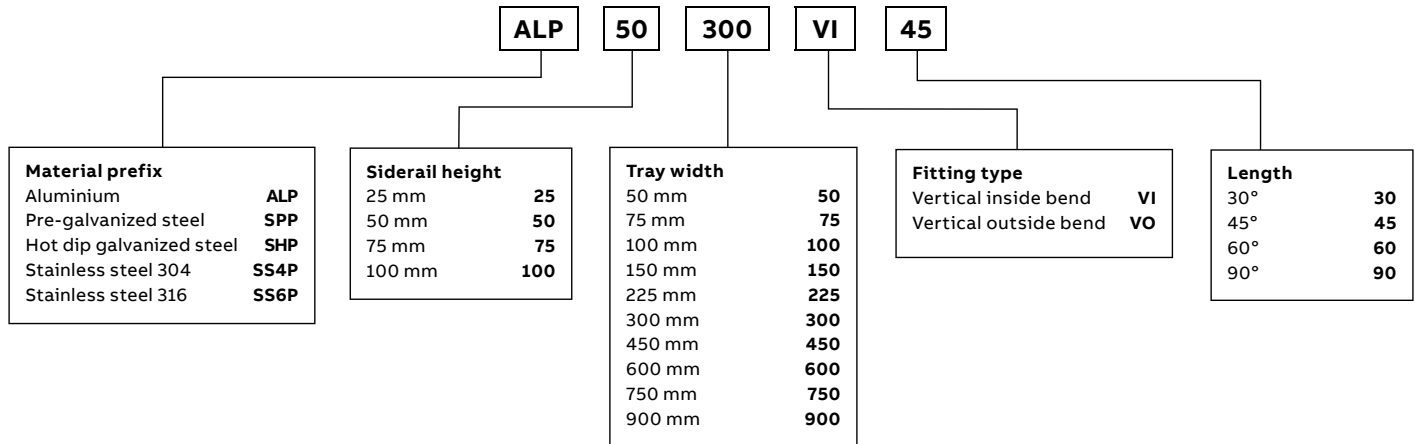 ALP 50 300 VI 45
Material prefix
Aluminium ALP
Pre-galvanized steel SPP
Hot dip galvanized steel SHP
Stainless steel 304 SS4P
Stainless steel 316 SS6P
Siderail height
25 mm 25
50 mm 50
75 mm 75
100 mm 100
Tray width
50 mm 50
75 mm 75
100 mm 100
150 mm 150
225 mm 225
300 mm 300
450 mm 450
600 mm 600
750 mm 750
900 mm 900
Fitting type
Vertical inside bend VI
Vertical outside bend VO
Length
30° 30
45° 45
60° 60
90° 90